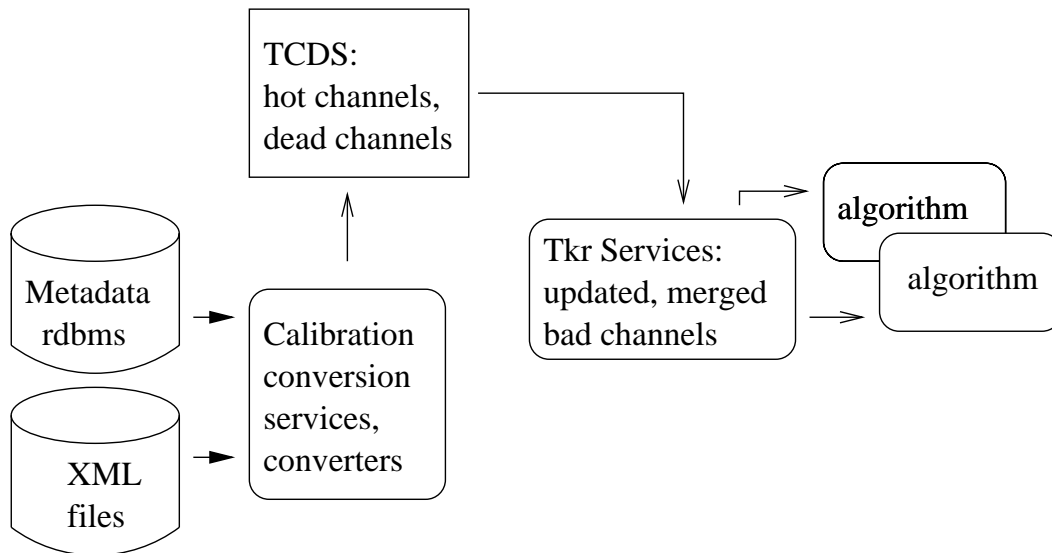 TCDS:
hot channels,
dead channels
Metadata
rdbms
XML
files
Calibration
conversion
services,
converters
Tkr Services:
updated, merged
bad channels
algorithm
algorithm